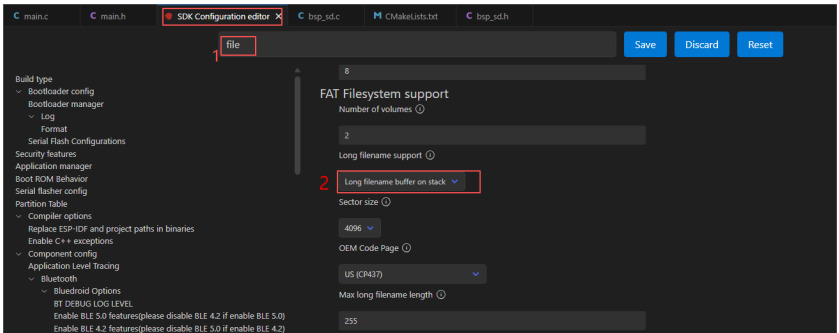 main.c
main.h
SDK Configuration editor
bsp_sd.c
CMakeLists.txt
bsp_sd.h
1
file
Save
Discard
Reset
Build type
Bootloader config
Bootloader manager
Log
Format
Serial Flash Configurations
Security features
Application manager
Boot ROM Behavior
Serial flasher config
Partition Table
Compiler options
Replace ESP-IDF and project paths in binaries
Enable C++ exceptions
Component config
Application Level Tracing
Bluetooth
Bluedroid Options
BT DEBUG LOG LEVEL
Enable BLE 5.0 features(please disable BLE 4.2 if enable BLE 5.0)
Enable BLE 4.2 features(please disable BLE 5.0 if enable BLE 4.2)
8
FAT Filesystem support
Number of volumes
2
Long filename support
2
Long filename buffer on stack
Sector size
4096
OEM Code Page
US (CP437)
Max long filename length
255